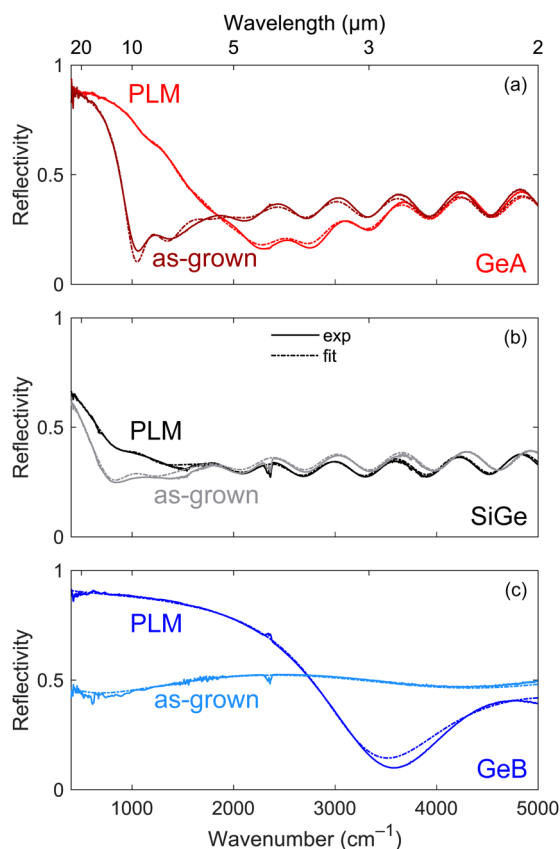 Wavelength (μm)
20 10 5 3 2
1
(a)
PLM
Reflectivity
0.5
as-grown
GeA
0
1
(b)
exp
fit
PLM
Reflectivity
0.5
as-grown
SiGe
0
1
(c)
PLM
Reflectivity
0.5
as-grown
GeB
0
1000 2000 3000 4000 5000
Wavenumber (cm⁻¹)